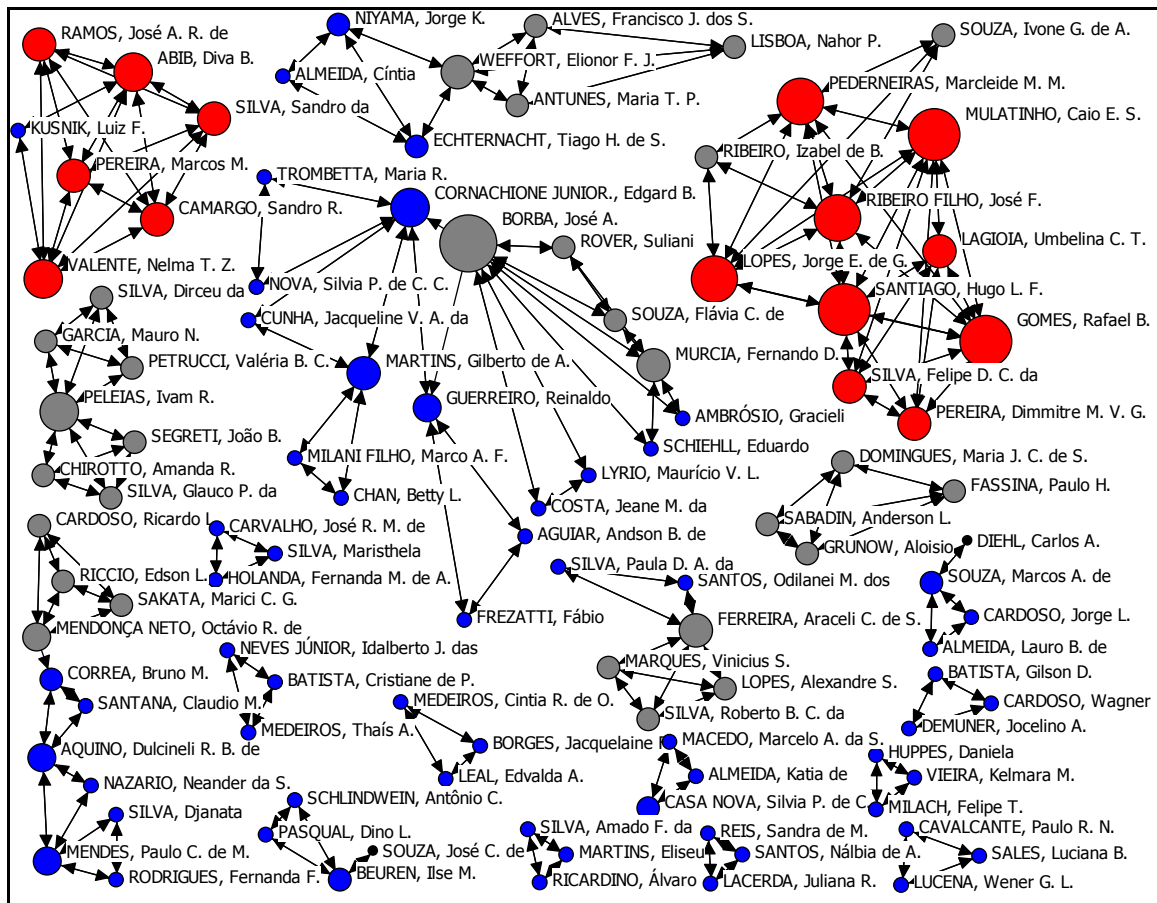 RAMOS, José A. R. de
ABIB, Diva B.
SILVA, Sandro da
KUSNIK, Luiz F.
PEREIRA, Marcos M.
CAMARGO, Sandro R.
VALENTE, Nelma T. Z.
NIYAMA, Jorge K.
ALVES, Francisco J. dos S.
LISBOA, Nahor P.
WEFFORT, Elionor F. J.
ALMEIDA, Cíntia
ANTUNES, Maria T. P.
ECHTERNACHT, Tiago H. de S.
SOUZA, Ivone G. de A.
PEDERNEIRAS, Marcleide M. M.
MULATINHO, Caio E. S.
RIBEIRO, Izabel de B.
RIBEIRO FILHO, José F.
LAGIOIA, Umbelina C. T.
LOPES, Jorge E. de G.
SANTIAGO, Hugo L. F.
GOMES, Rafael B.
SILVA, Felipe D. C. da
PEREIRA, Dimmitre M. V. G.
TROMBETTA, Maria R.
CORNACHIONE JUNIOR., Edgard B.
BORBA, José A.
ROVER, Suliani
NOVA, Silvia P. de C. C.
CUNHA, Jacqueline V. A. da
SOUZA, Flávia C. de
MARTINS, Gilberto de A.
MURCIA, Fernando D.
GUERREIRO, Reinaldo
AMBRÓSIO, Gracieli
SCHIEHLL, Eduardo
MILANI FILHO, Marco A. F.
LYRIO, Maurício V. L.
CHAN, Betty L.
COSTA, Jeane M. da
AGUIAR, Andson B. de
FREZATTI, Fábio
SILVA, Dirceu da
GARCIA, Mauro N.
PETRUCCI, Valéria B. C.
PELEIAS, Ivam R.
SEGRETI, João B.
CHIROTTO, Amanda R.
SILVA, Glauco P. da
DOMINGUES, Maria J. C. de S.
FASSINA, Paulo H.
SABADIN, Anderson L.
GRUNOW, Aloisio
CARDOSO, Ricardo L.
RICCIO, Edson L.
SAKATA, Marici C. G.
MENDONÇA NETO, Octávio R. de
CORREA, Bruno M.
SANTANA, Claudio M.
AQUINO, Dulcineli R. B. de
NAZARIO, Neander da S.
SILVA, Djanata
MENDES, Paulo C. de M.
RODRIGUES, Fernanda F.
CARVALHO, José R. M. de
SILVA, Maristhela
HOLANDA, Fernanda M. de A.
NEVES JÚNIOR, Idalberto J. das
BATISTA, Cristiane de P.
MEDEIROS, Thaís A.
MEDEIROS, Cintia R. de O.
BORGES, Jacquelaine
LEAL, Edvalda A.
SCHLINDWEIN, Antônio C.
PASQUAL, Dino L.
SOUZA, José C. de
BEUREN, Ilse M.
SILVA, Paula D. A. da
SANTOS, Odilanei M. dos
FERREIRA, Araceli C. de S.
MARQUES, Vinicius S.
LOPES, Alexandre S.
SILVA, Roberto B. C. da
MACEDO, Marcelo A. da S.
ALMEIDA, Katia de
CASA NOVA, Silvia P. de C.
DIEHL, Carlos A.
SOUZA, Marcos A. de
CARDOSO, Jorge L.
ALMEIDA, Lauro B. de
BATISTA, Gilson D.
CARDOSO, Wagner
DEMUNER, Jocelino A.
HUPPES, Daniela
VIEIRA, Kelmara M.
MILACH, Felipe T.
SILVA, Amado F. da
MARTINS, Eliseu
RICARDINO, Álvaro
REIS, Sandra de M.
SANTOS, Nálbia de A.
LACERDA, Juliana R.
CAVALCANTE, Paulo R. N.
SALES, Luciana B.
LUCENA, Wener G. L.